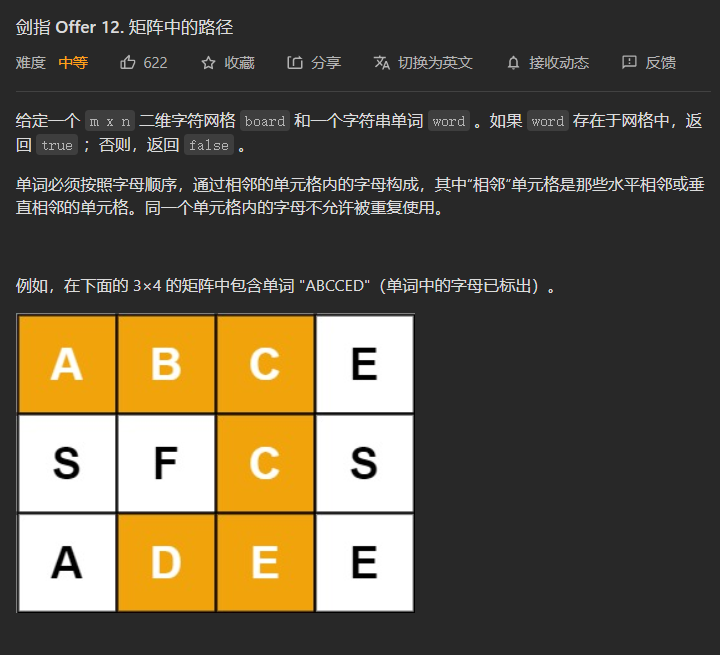 剑指 Offer 12. 矩阵中的路径
难度 中等 622 收藏 分享 切换为英文 接收动态 反馈
给定一个 m x n 二维字符网格 board 和一个字符串单词 word 。如果 word 存在于网格中，返
回 true ；否则，返回 false 。
单词必须按照字母顺序，通过相邻的单元格内的字母构成，其中“相邻”单元格是那些水平相邻或垂
直相邻的单元格。同一个单元格内的字母不允许被重复使用。
例如，在下面的 3×4 的矩阵中包含单词 "ABCCED"（单词中的字母已标出）。
A B C E
S F C S
A D E E